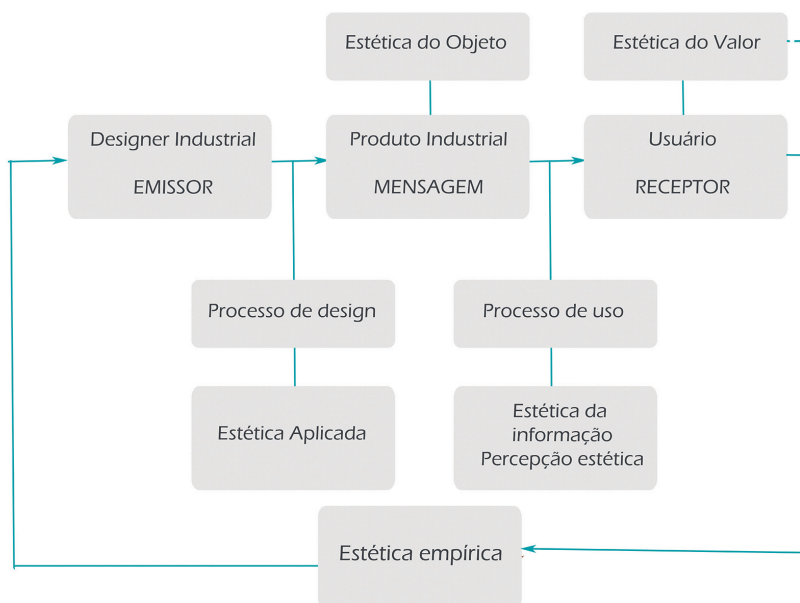 Estética do Objeto
Estética do Valor
Designer Industrial
EMISSOR
Produto Industrial
MENSAGEM
Usuário
RECEPTOR
Processo de design
Processo de uso
Estética Aplicada
Estética da
informação
Percepção estética
Estética empírica